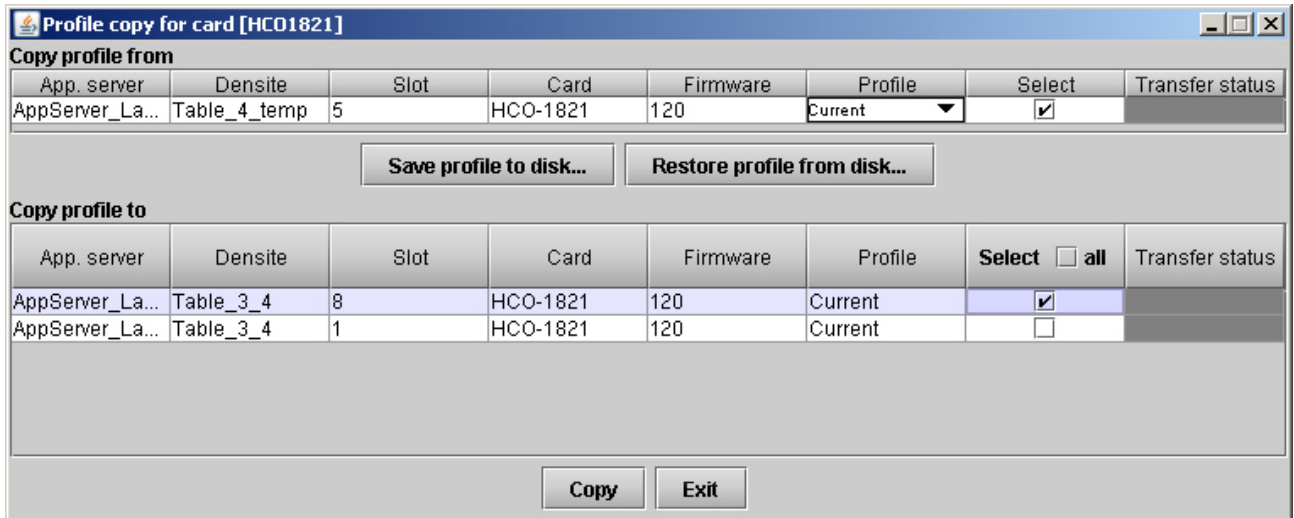 Profile copy for card [HCO1821]
Copy profile from
App. server Densite Slot Card Firmware Profile Select Transfer status
AppServer_La... Table_4_temp 5 HCO-1821 120 Current
Save profile to disk... Restore profile from disk...
Copy profile to
App. server Densite Slot Card Firmware Profile Select all Transfer status
AppServer_La... Table_3_4 8 HCO-1821 120 Current
AppServer_La... Table_3_4 1 HCO-1821 120 Current
Copy Exit